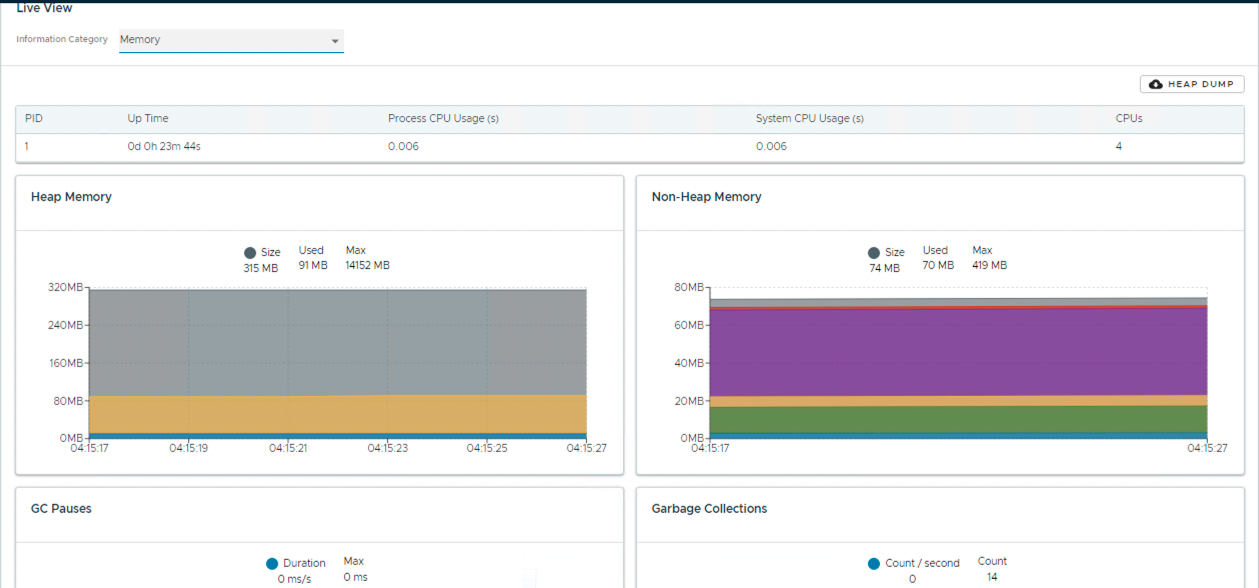 Live View
Information Category Memory
HEAP DUMP
PID Up Time Process CPU Usage (s) System CPU Usage (s) CPUs
1 0d 0h 23m 44s 0.006 0.006 4
Heap Memory
Size Used Max
315 MB 91 MB 14152 MB
320MB
240MB
160MB
80MB
0MB
04:15:17 04:15:19 04:15:21 04:15:23 04:15:25 04:15:27
Non-Heap Memory
Size Used Max
74 MB 70 MB 419 MB
80MB
60MB
40MB
20MB
0MB
04:15:17 04:15:27
GC Pauses
Duration Max
0 ms/s 0 ms
Garbage Collections
Count / second Count
0 14